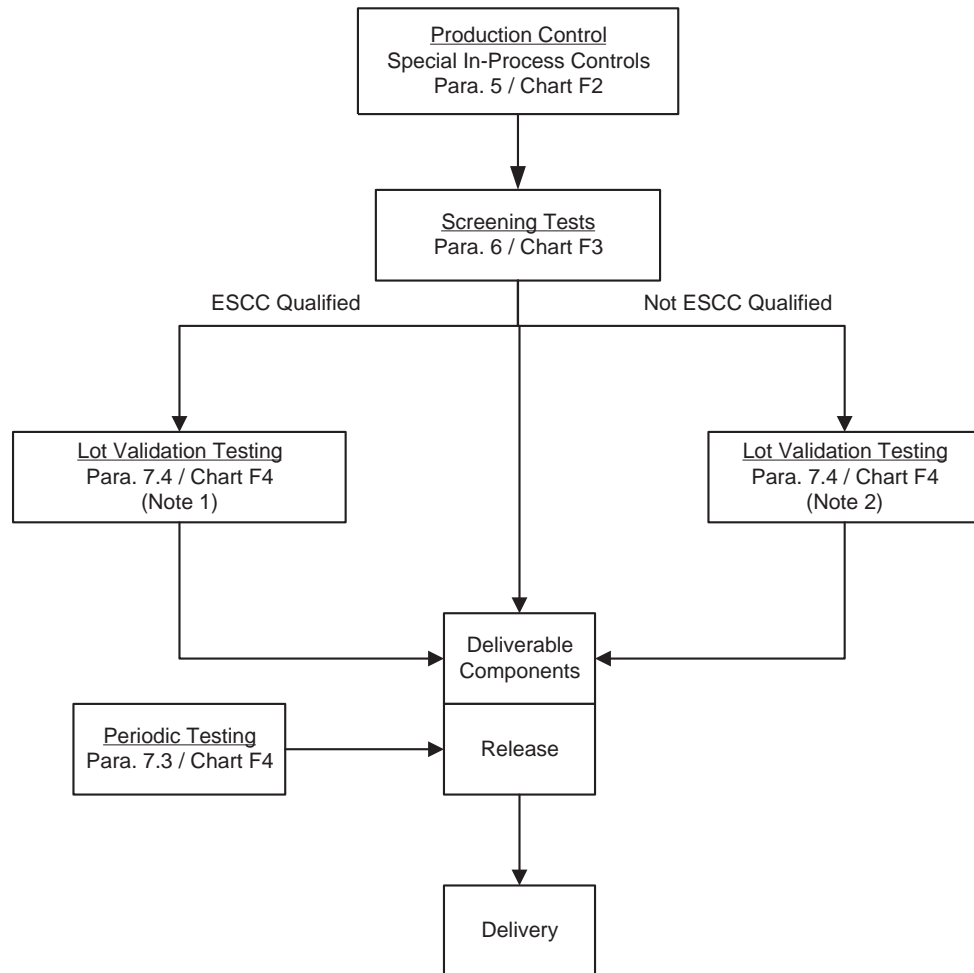 Production Control
Special In-Process Controls
Para. 5 / Chart F2
Screening Tests
Para. 6 / Chart F3
ESCC Qualified
Not ESCC Qualified
Lot Validation Testing
Para. 7.4 / Chart F4
(Note 1)
Lot Validation Testing
Para. 7.4 / Chart F4
(Note 2)
Deliverable
Components
Periodic Testing
Para. 7.3 / Chart F4
Release
Delivery